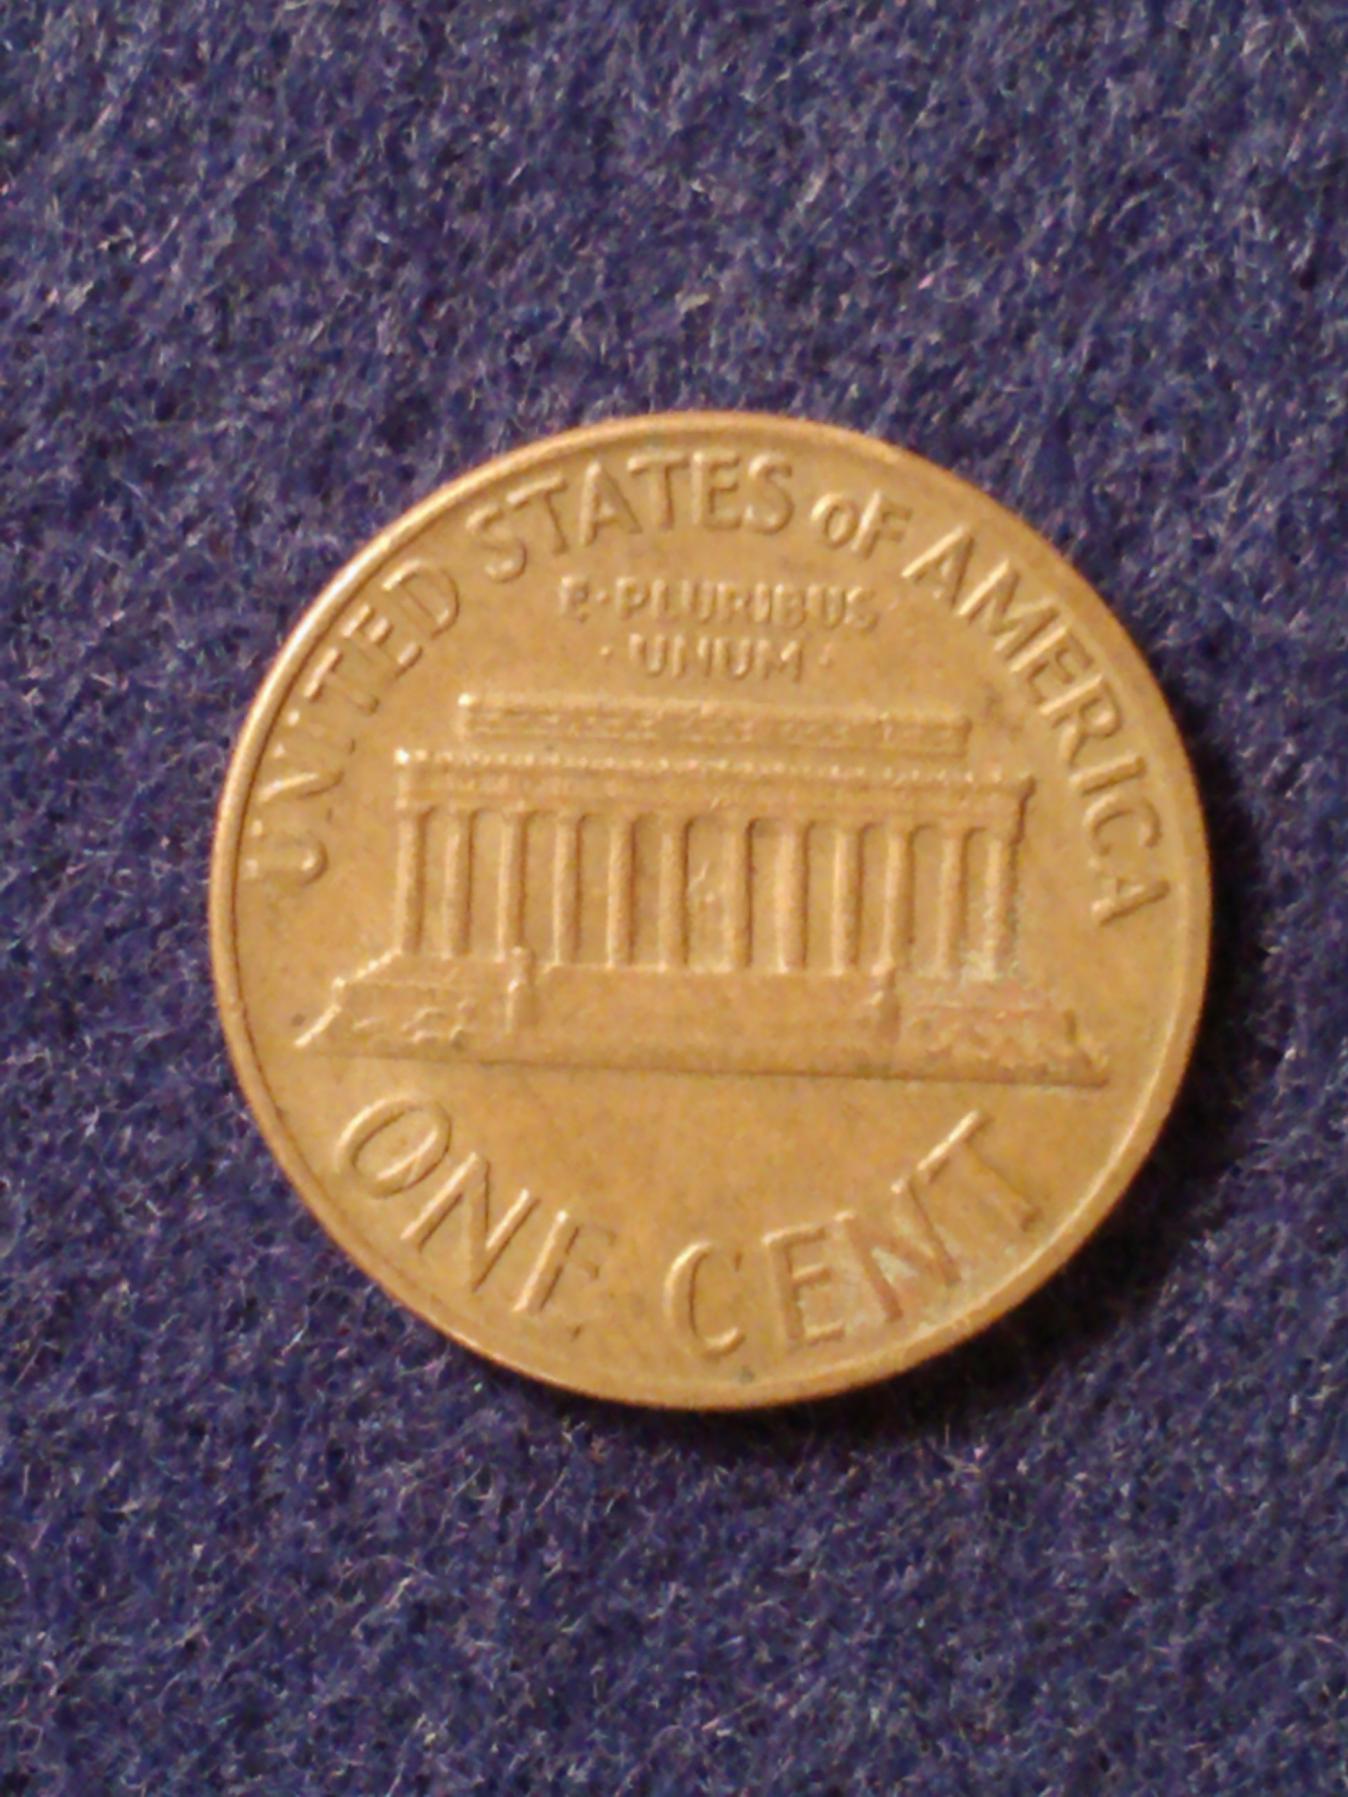 UNITED STATES OF AMERICA
E·PLURIBUS
·UNUM·
ONE CENT